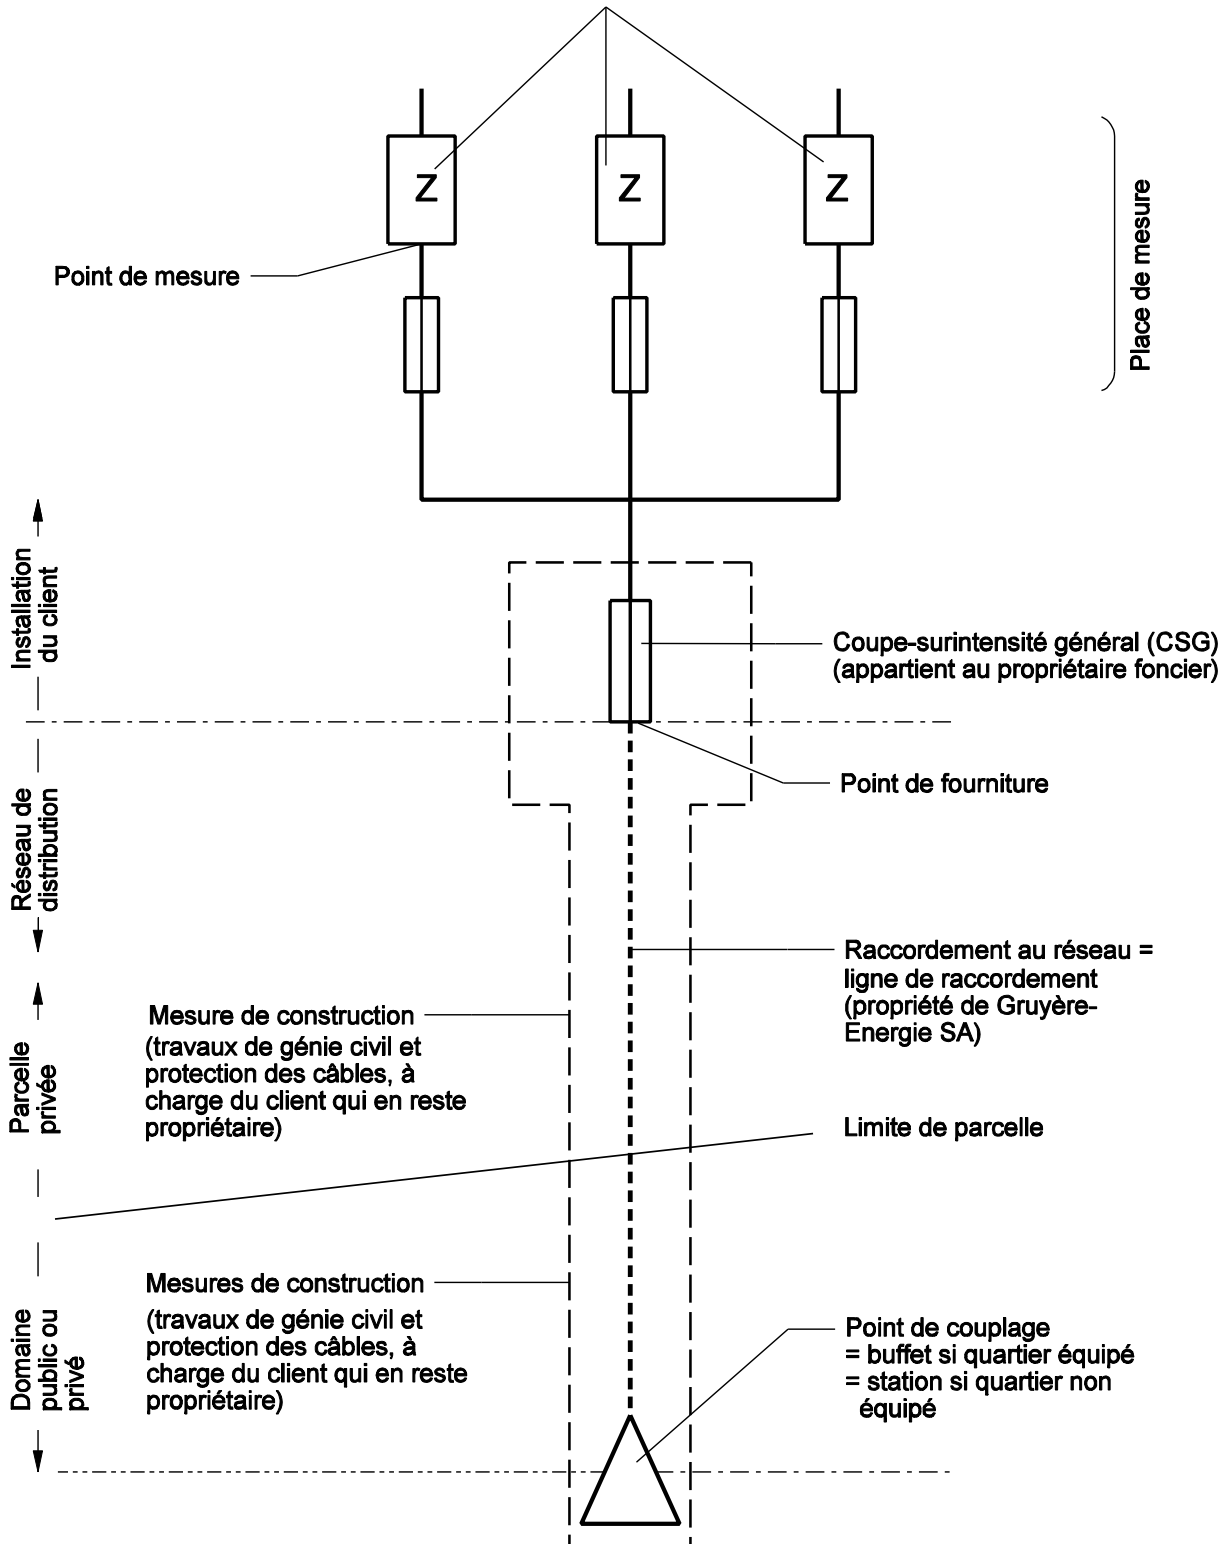 Z
Z
Z
Point de mesure
Place de mesure
Installation
du client
Coupe-surintensité général (CSG)
(appartient au propriétaire foncier)
Point de fourniture
Réseau de
distribution
Raccordement au réseau =
ligne de raccordement
(propriété de Gruyère-
Energie SA)
Mesure de construction
(travaux de génie civil et
protection des câbles, à
charge du client qui en reste
propriétaire)
Parcelle
privée
Limite de parcelle
Mesures de construction
(travaux de génie civil et
protection des câbles, à
charge du client qui en reste
propriétaire)
Domaine
public ou
privé
Point de couplage
= buffet si quartier équipé
= station si quartier non
équipé